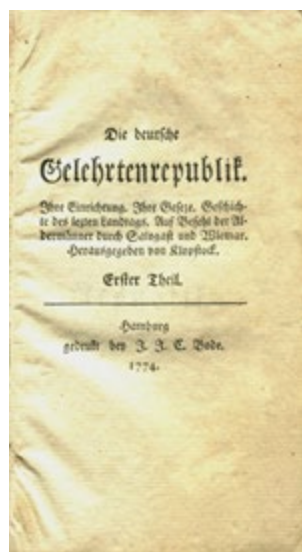 Die deutsche
Gelehrtenrepublik.
Ihre Einrichtung. Ihre Geseze. Geschich-
te des lezten Landtags. Auf Befehl der Al-
dermänner durch Salogast und Wlemar.
Herausgegeben von Klopstock.
Erster Theil.
Hamburg
gedrukt bey J. J. C. Bode.
1774.